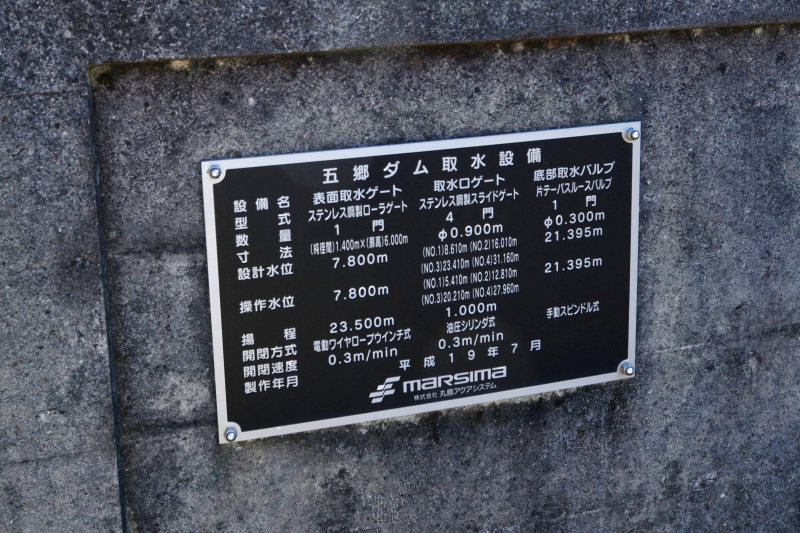 五郷ダム取水設備
設備名 表面取水ゲート 取水口ゲート 底部取水バルブ
型式 ステンレス鋼製ローラゲート ステンレス鋼製スライドゲート 片テーパスルースバルブ
数量 1門 4門 1門
寸法 (純径間)1.400m×(扉高)6.000m φ0.900m φ0.300m
設計水位 7.800m (NO.1)8.610m (NO.2)16.010m 21.395m
(NO.3)23.410m (NO.4)31.160m
操作水位 7.800m (NO.1)5.410m (NO.2)12.810m 21.395m
(NO.3)20.210m (NO.4)27.960m
揚程 23.500m 1.000m
開閉方式 電動ワイヤロープウインチ式 油圧シリンダ式 手動スピンドル式
開閉速度 0.3m/min 0.3m/min
製作年月 平成19年7月
marsima
株式会社 丸島アクアシステム